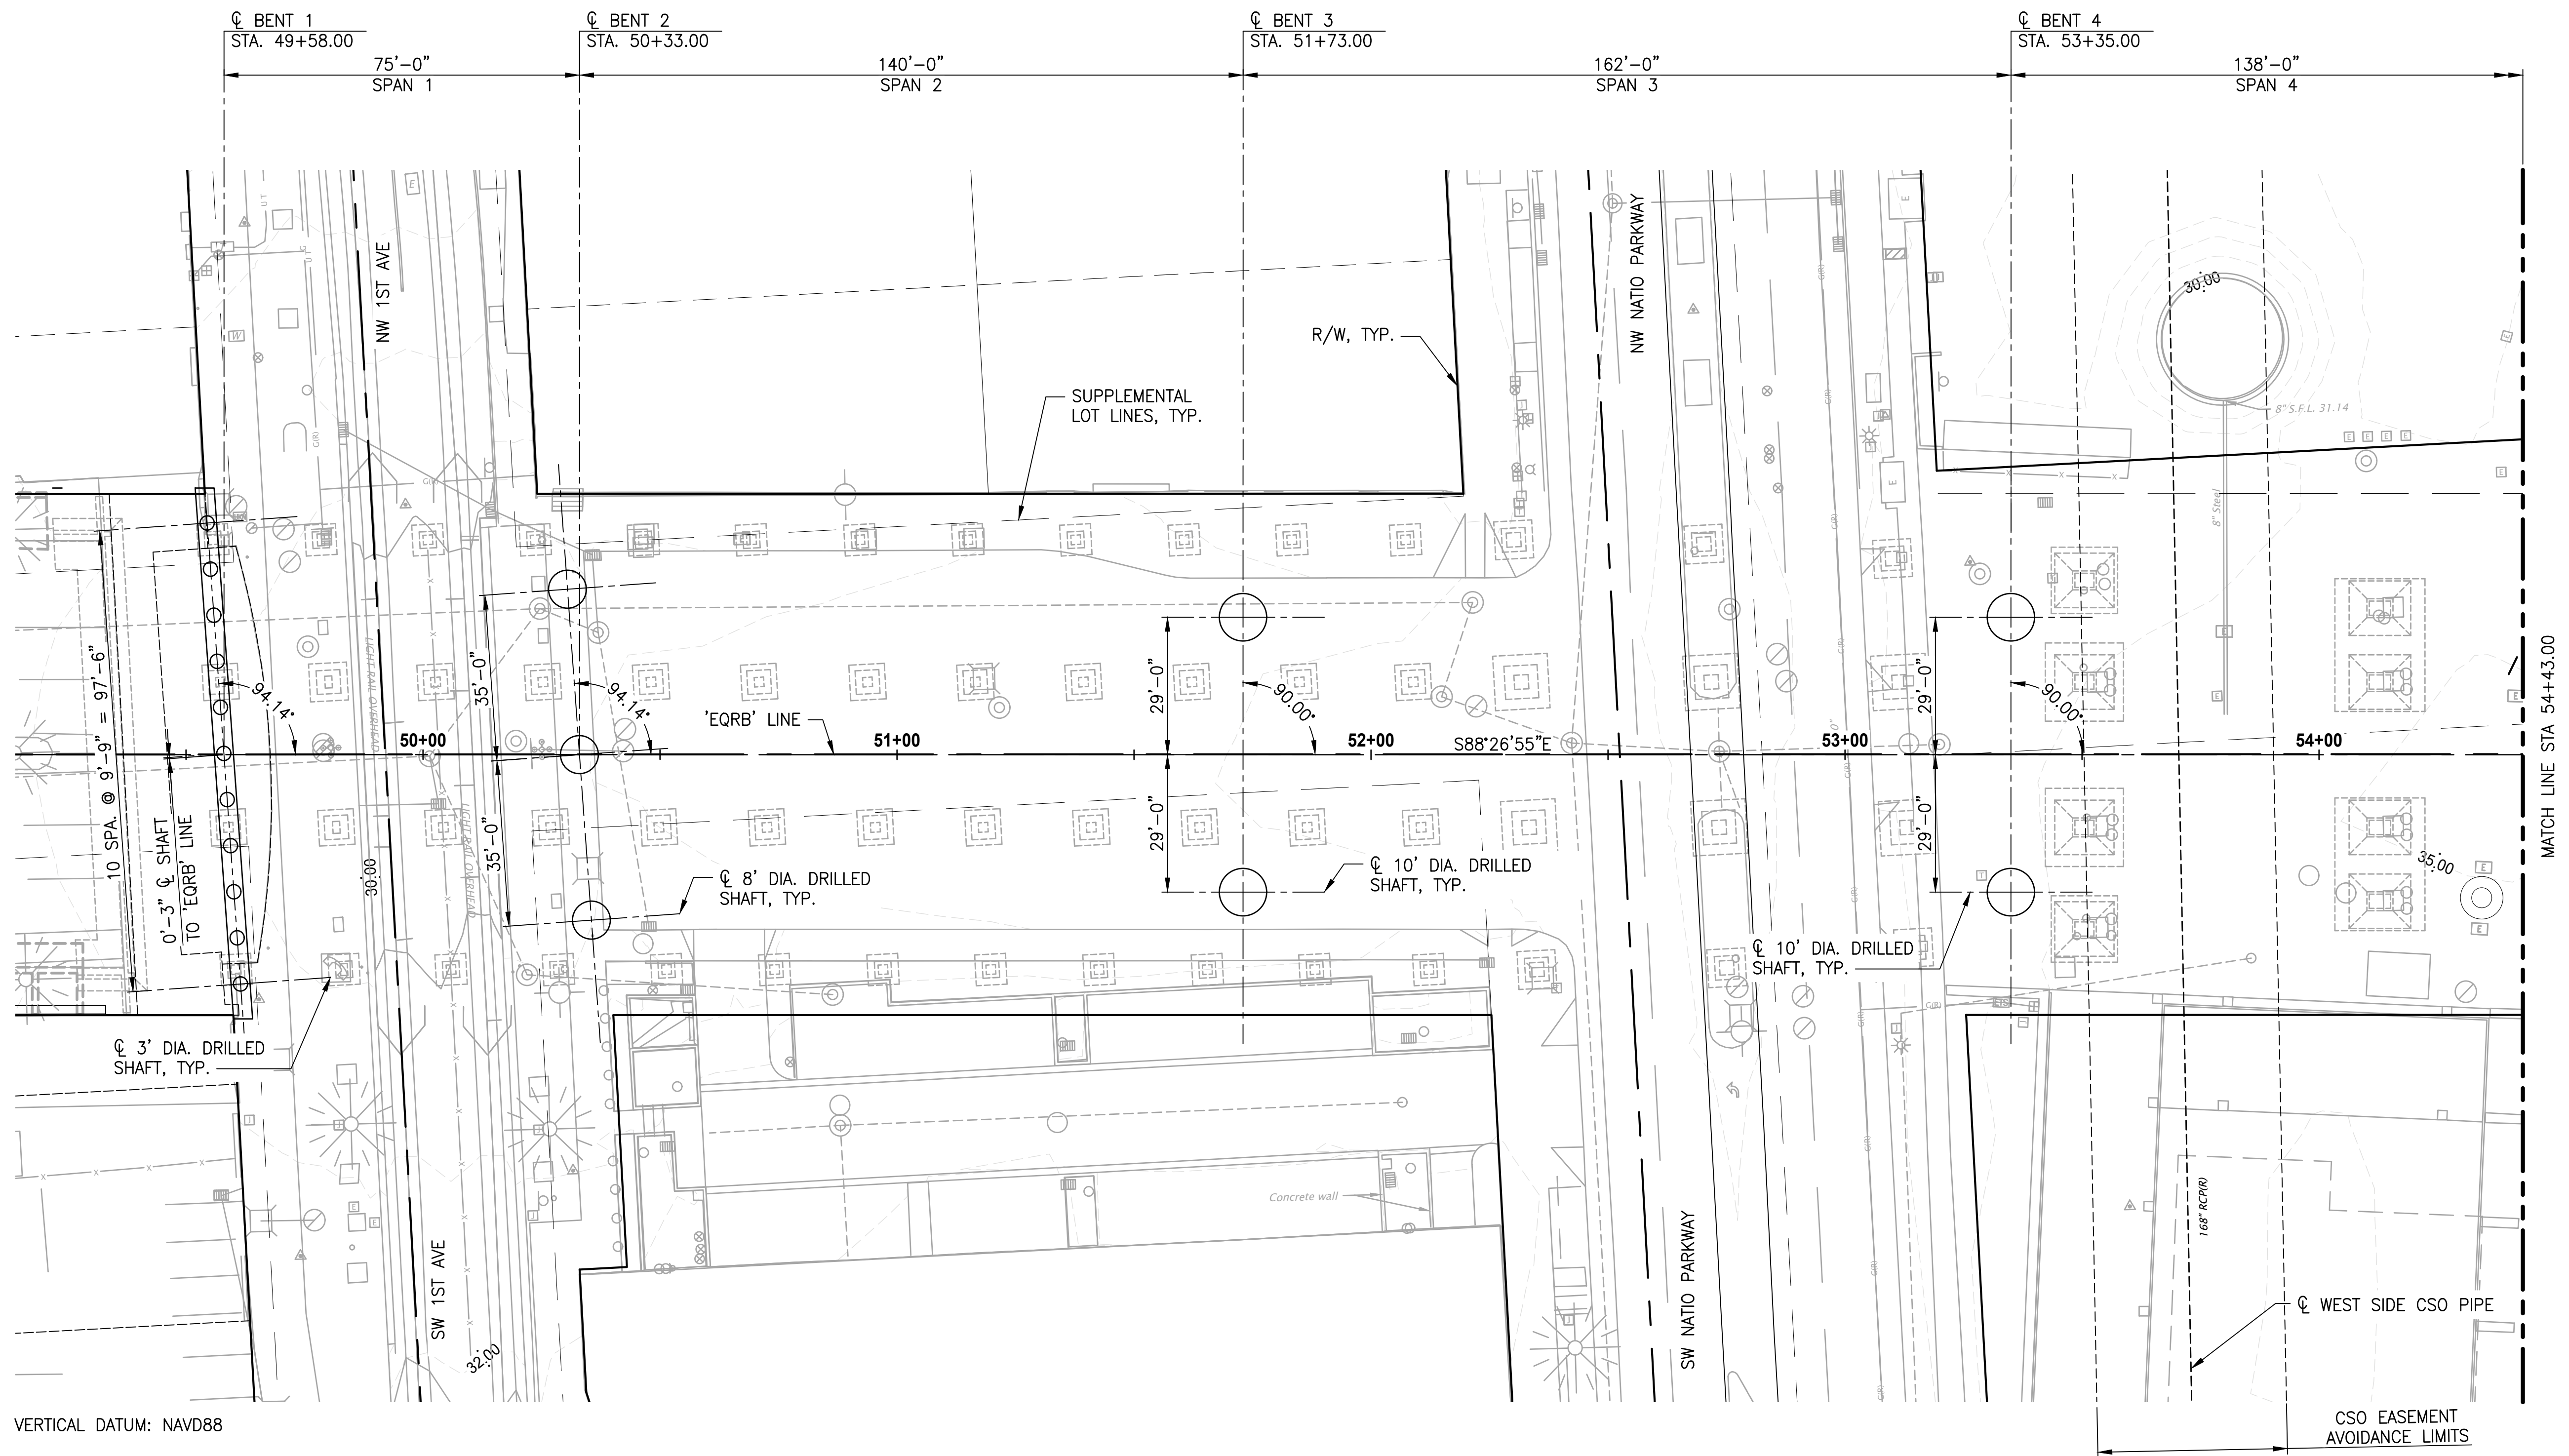 ℄ BENT 1
STA. 49+58.00
℄ BENT 2
STA. 50+33.00
℄ BENT 3
STA. 51+73.00
℄ BENT 4
STA. 53+35.00
75'-0"
SPAN 1
140'-0"
SPAN 2
162'-0"
SPAN 3
138'-0"
SPAN 4
NW 1ST AVE
NW NATIO PARKWAY
R/W, TYP.
SUPPLEMENTAL
LOT LINES, TYP.
30.00
8" S.F.L. 31.14
8" Steel
LIGHT RAIL OVERHEAD
LIGHT RAIL OVERHEAD
10 SPA. @ 9'-9" = 97'-6"
0'-3" ℄ SHAFT
TO 'EQRB' LINE
94.14°
35'-0"
35'-0"
94.14°
'EQRB' LINE
29'-0"
29'-0"
90.00°
29'-0"
29'-0"
90.00°
50+00
51+00
52+00
S88°26'55"E
53+00
54+00
MATCH LINE STA 54+43.00
30.00
35.00
℄ 8' DIA. DRILLED
SHAFT, TYP.
℄ 10' DIA. DRILLED
SHAFT, TYP.
℄ 10' DIA. DRILLED
SHAFT, TYP.
℄ 3' DIA. DRILLED
SHAFT, TYP.
Concrete wall
168" RCP(R)
SW 1ST AVE
32.00
SW NATIO PARKWAY
℄ WEST SIDE CSO PIPE
VERTICAL DATUM: NAVD88
CSO EASEMENT
AVOIDANCE LIMITS